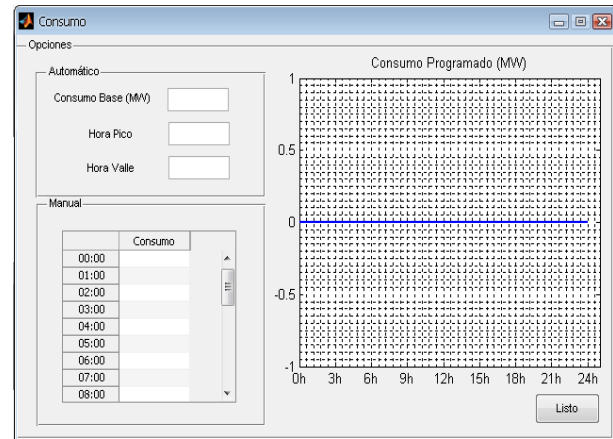 Consumo
Opciones
Automático
Consumo Base (MW)
Hora Pico
Hora Valle
Manual
Consumo
00:00
01:00
02:00
03:00
04:00
05:00
06:00
07:00
08:00
Consumo Programado (MW)
1
0.5
0
-0.5
-1
0h 3h 6h 9h 12h 15h 18h 21h 24h
Listo